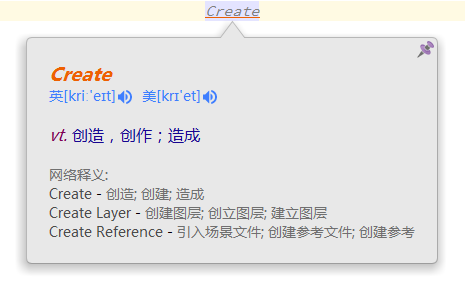 Create
Create
英[kriːˈeɪt] 美[krɪˈet]
vt. 创造，创作；造成
网络释义:
Create - 创造; 创建; 造成
Create Layer - 创建图层; 创立图层; 建立图层
Create Reference - 引入场景文件; 创建参考文件; 创建参考